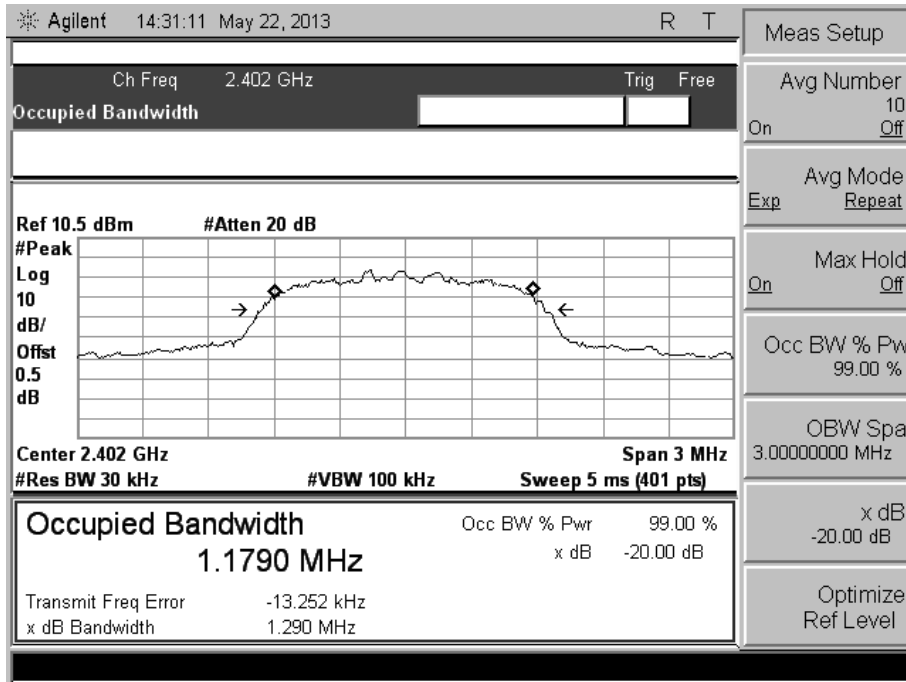 Agilent 14:31:11 May 22, 2013 R T
Ch Freq 2.402 GHz Trig Free
Occupied Bandwidth
Ref 10.5 dBm #Atten 20 dB
#Peak
Log
10
dB/
Offst
0.5
dB
Center 2.402 GHz Span 3 MHz
#Res BW 30 kHz #VBW 100 kHz Sweep 5 ms (401 pts)
Occupied Bandwidth
1.1790 MHz
Occ BW % Pwr 99.00 %
x dB -20.00 dB
Transmit Freq Error -13.252 kHz
x dB Bandwidth 1.290 MHz
Meas Setup
Avg Number
10
On Off
Avg Mode
Exp Repeat
Max Hold
On Off
Occ BW % Pw
99.00 %
OBW Spa
3.00000000 MHz
x dB
-20.00 dB
Optimize
Ref Level